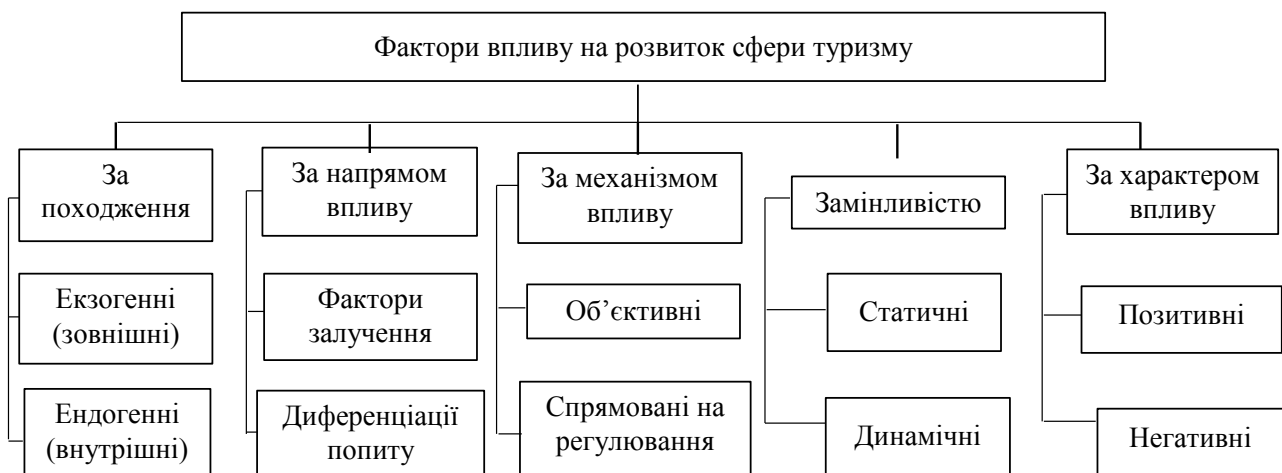 Фактори впливу на розвиток сфери туризму
За
походження
За напрямом
впливу
За механізмом
впливу
Замінливістю
За характером
впливу
Екзогенні
(зовнішні)
Фактори
залучення
Об’єктивні
Статичні
Позитивні
Ендогенні
(внутрішні)
Диференціації
попиту
Спрямовані на
регулювання
Динамічні
Негативні